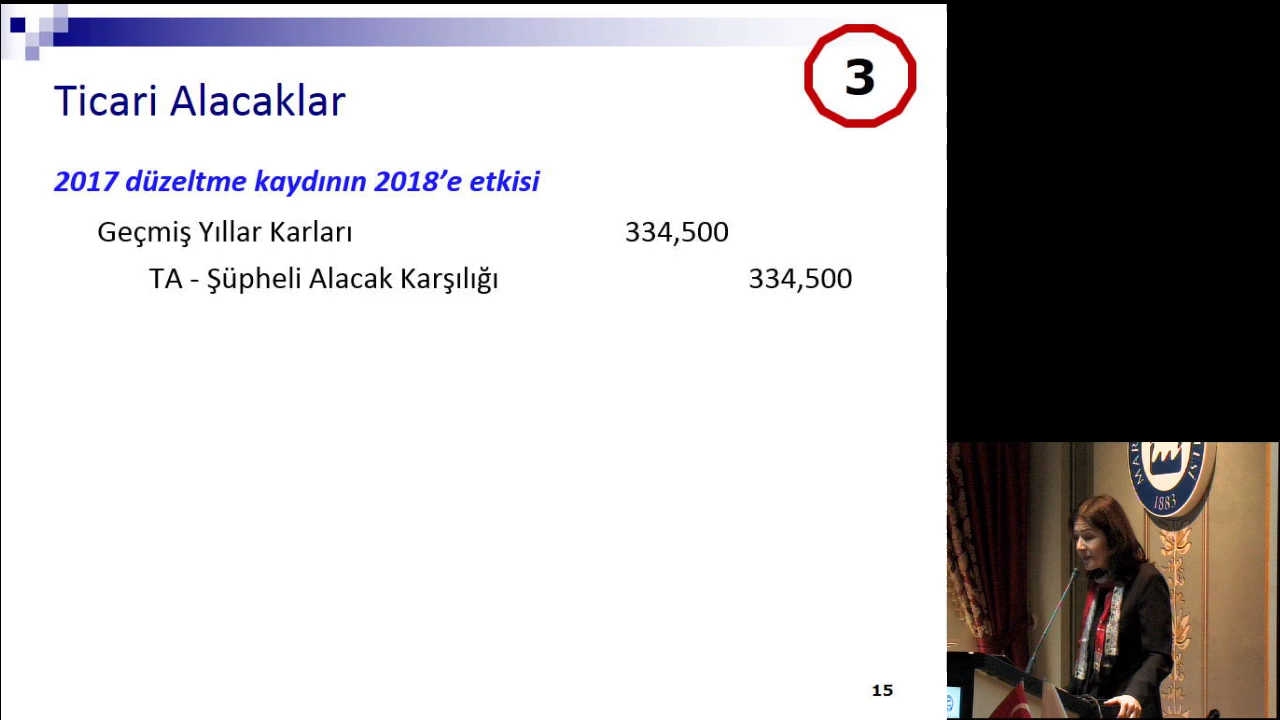 3
Ticari Alacaklar
2017 düzeltme kaydının 2018’e etkisi
Geçmiş Yıllar Karları 334,500
TA - Şüpheli Alacak Karşılığı 334,500
15
1883